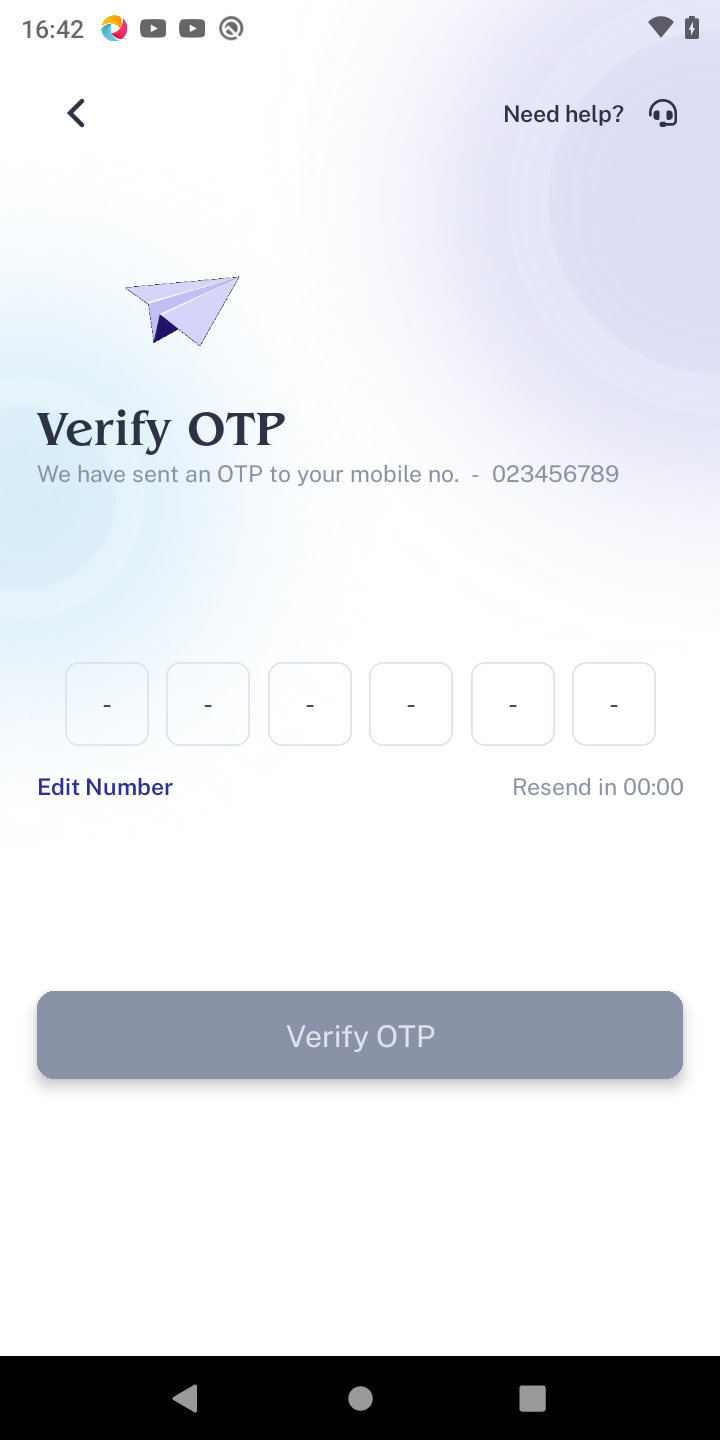 16:42
Need help?
Verify OTP
We have sent an OTP to your mobile no. - 023456789
- - - - - -
Edit Number Resend in 00:00
Verify OTP